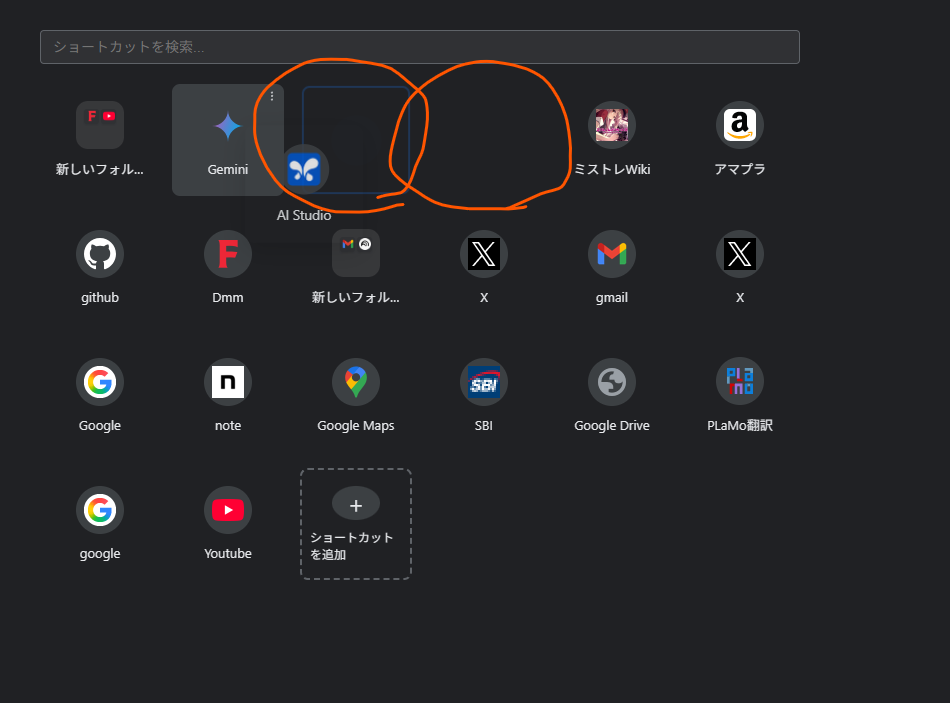 ショートカットを検索...
新しいフォル...
Gemini
AI Studio
ミストレWiki
アマプラ
github
Dmm
新しいフォル...
X
gmail
X
Google
note
Google Maps
SBI
Google Drive
PLaMo翻訳
google
Youtube
ショートカット
を追加